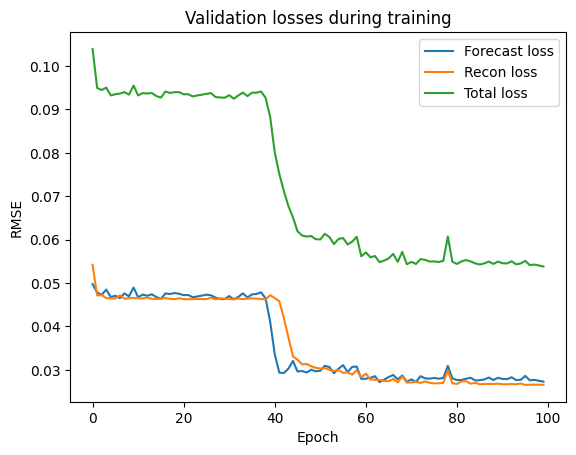 Validation losses during training
Forecast loss
Recon loss
Total loss
0.10
0.09
0.08
0.07
0.06
0.05
0.04
0.03
RMSE
0 20 40 60 80 100
Epoch